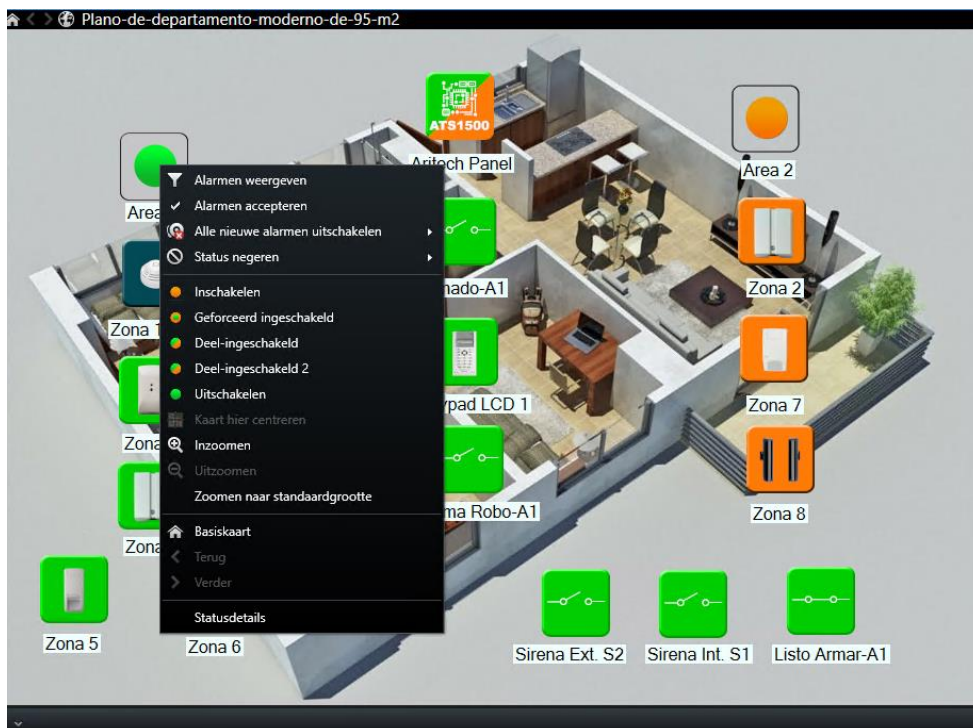 Plano-de-departamento-moderno-de-95-m2
ATS1500
Aritech Panel
Area 2
Area
Alarmen weergeven
Alarmen accepteren
Alle nieuwe alarmen uitschakelen
Status negeren
Inschakelen
Geforceerd ingeschakeld
Deel-ingeschakeld
Deel-ingeschakeld 2
Uitschakelen
Kaart hier centreren
Inzoomen
Uitzoomen
Zoomen naar standaardgrootte
Basiskaart
Terug
Verder
Statusdetails
nado-A1
Zona 2
Zona 1
ypad LCD 1
Zona 7
Zona
ma Robo-A1
Zona 8
Zona
Zona 5
Zona 6
Sirena Ext. S2
Sirena Int. S1
Listo Armar-A1